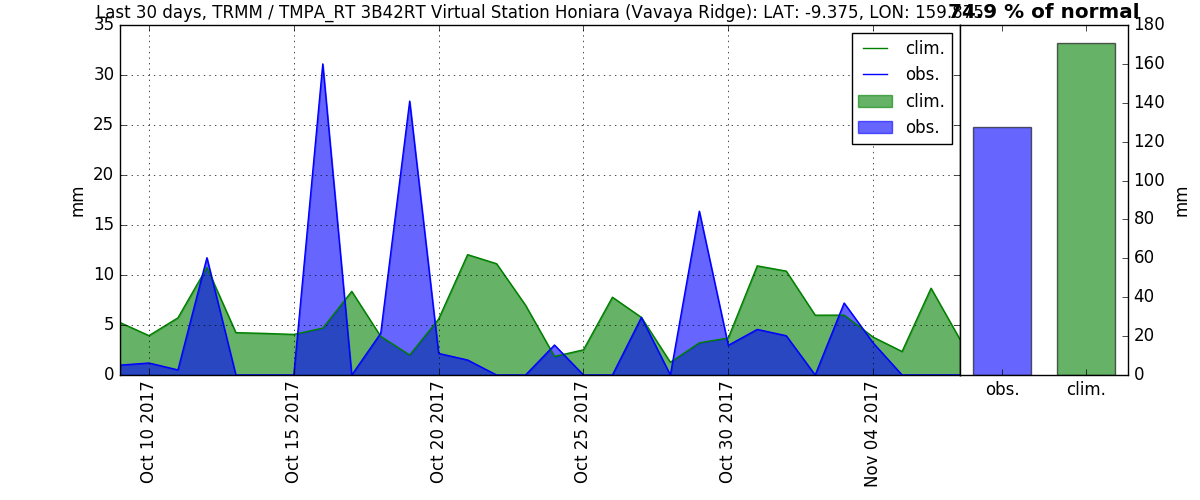 Last 30 days, TRMM / TMPA_RT 3B42RT Virtual Station Honiara (Vavaya Ridge): LAT: -9.375, LON:
74.9 % of normal
35
30
25
20
15
10
5
0
mm
clim.
obs.
clim.
obs.
Oct 10 2017
Oct 15 2017
Oct 20 2017
Oct 25 2017
Oct 30 2017
Nov 04 2017
180
160
140
120
100
80
60
40
20
0
mm
obs.
clim.